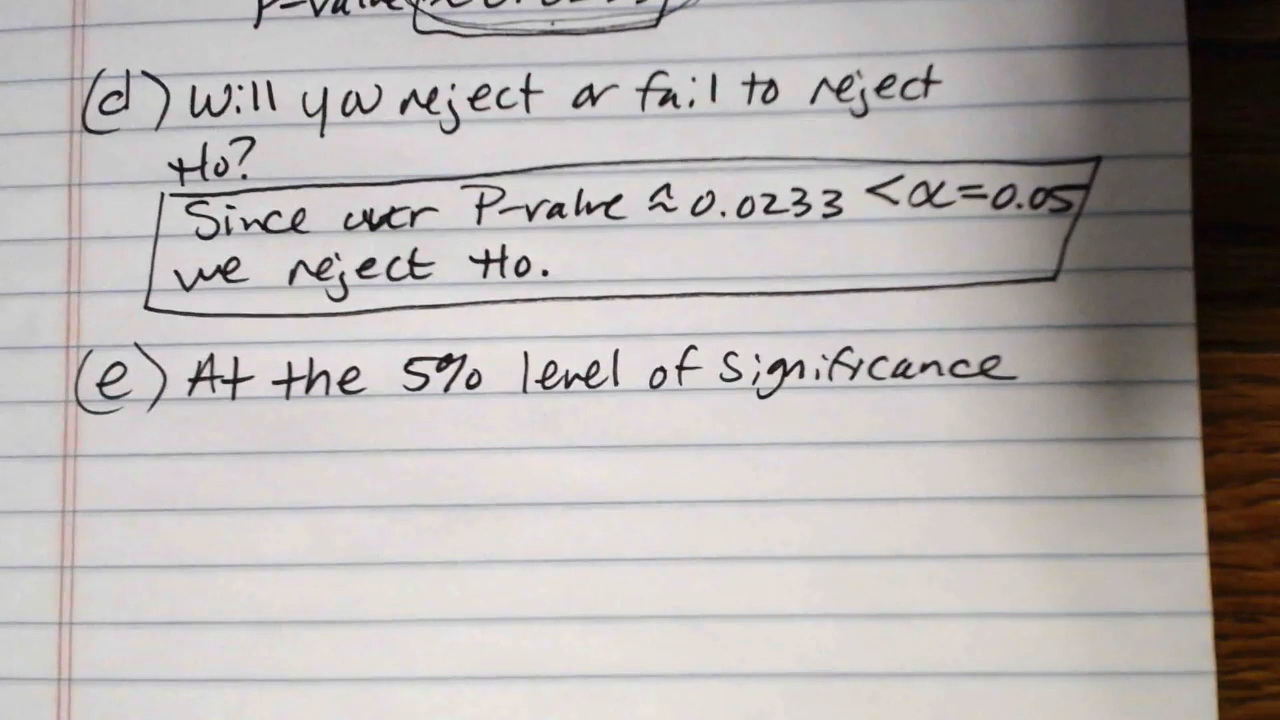 P-value
(d) Will you reject or fail to reject
Ho?
Since our P-value ≈ 0.0233 < α=0.05
we reject Ho.
(e) At the 5% level of significance